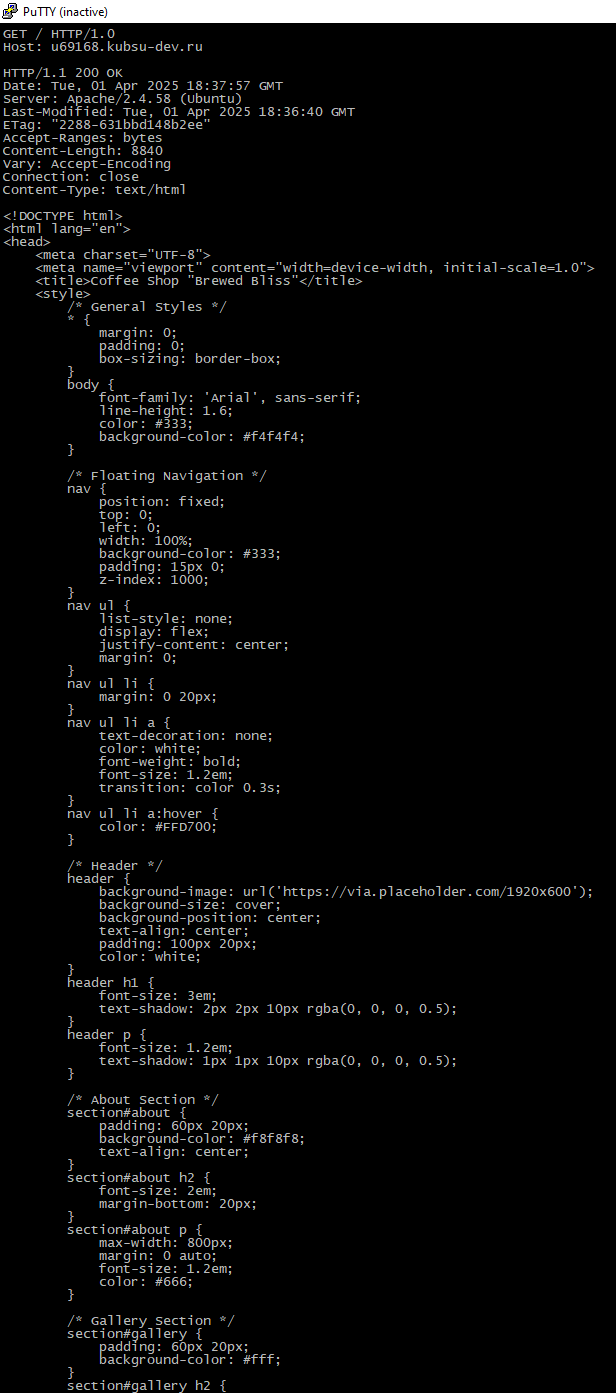 PuTTY (inactive)
GET / HTTP/1.0
Host: u69168.kubsu-dev.ru

HTTP/1.1 200 OK
Date: Tue, 01 Apr 2025 18:37:57 GMT
Server: Apache/2.4.58 (Ubuntu)
Last-Modified: Tue, 01 Apr 2025 18:36:40 GMT
ETag: "2288-631bbd148b2ee"
Accept-Ranges: bytes
Content-Length: 8840
Vary: Accept-Encoding
Connection: close
Content-Type: text/html

<!DOCTYPE html>
<html lang="en">
<head>
    <meta charset="UTF-8">
    <meta name="viewport" content="width=device-width, initial-scale=1.0">
    <title>Coffee Shop "Brewed Bliss"</title>
    <style>
        /* General Styles */
        * {
            margin: 0;
            padding: 0;
            box-sizing: border-box;
        }
        body {
            font-family: 'Arial', sans-serif;
            line-height: 1.6;
            color: #333;
            background-color: #f4f4f4;
        }

        /* Floating Navigation */
        nav {
            position: fixed;
            top: 0;
            left: 0;
            width: 100%;
            background-color: #333;
            padding: 15px 0;
            z-index: 1000;
        }
        nav ul {
            list-style: none;
            display: flex;
            justify-content: center;
            margin: 0;
        }
        nav ul li {
            margin: 0 20px;
        }
        nav ul li a {
            text-decoration: none;
            color: white;
            font-weight: bold;
            font-size: 1.2em;
            transition: color 0.3s;
        }
        nav ul li a:hover {
            color: #FFD700;
        }

        /* Header */
        header {
            background-image: url('https://via.placeholder.com/1920x600');
            background-size: cover;
            background-position: center;
            text-align: center;
            padding: 100px 20px;
            color: white;
        }
        header h1 {
            font-size: 3em;
            text-shadow: 2px 2px 10px rgba(0, 0, 0, 0.5);
        }
        header p {
            font-size: 1.2em;
            text-shadow: 1px 1px 10px rgba(0, 0, 0, 0.5);
        }

        /* About Section */
        section#about {
            padding: 60px 20px;
            background-color: #f8f8f8;
            text-align: center;
        }
        section#about h2 {
            font-size: 2em;
            margin-bottom: 20px;
        }
        section#about p {
            max-width: 800px;
            margin: 0 auto;
            font-size: 1.2em;
            color: #666;
        }

        /* Gallery Section */
        section#gallery {
            padding: 60px 20px;
            background-color: #fff;
        }
        section#gallery h2 {